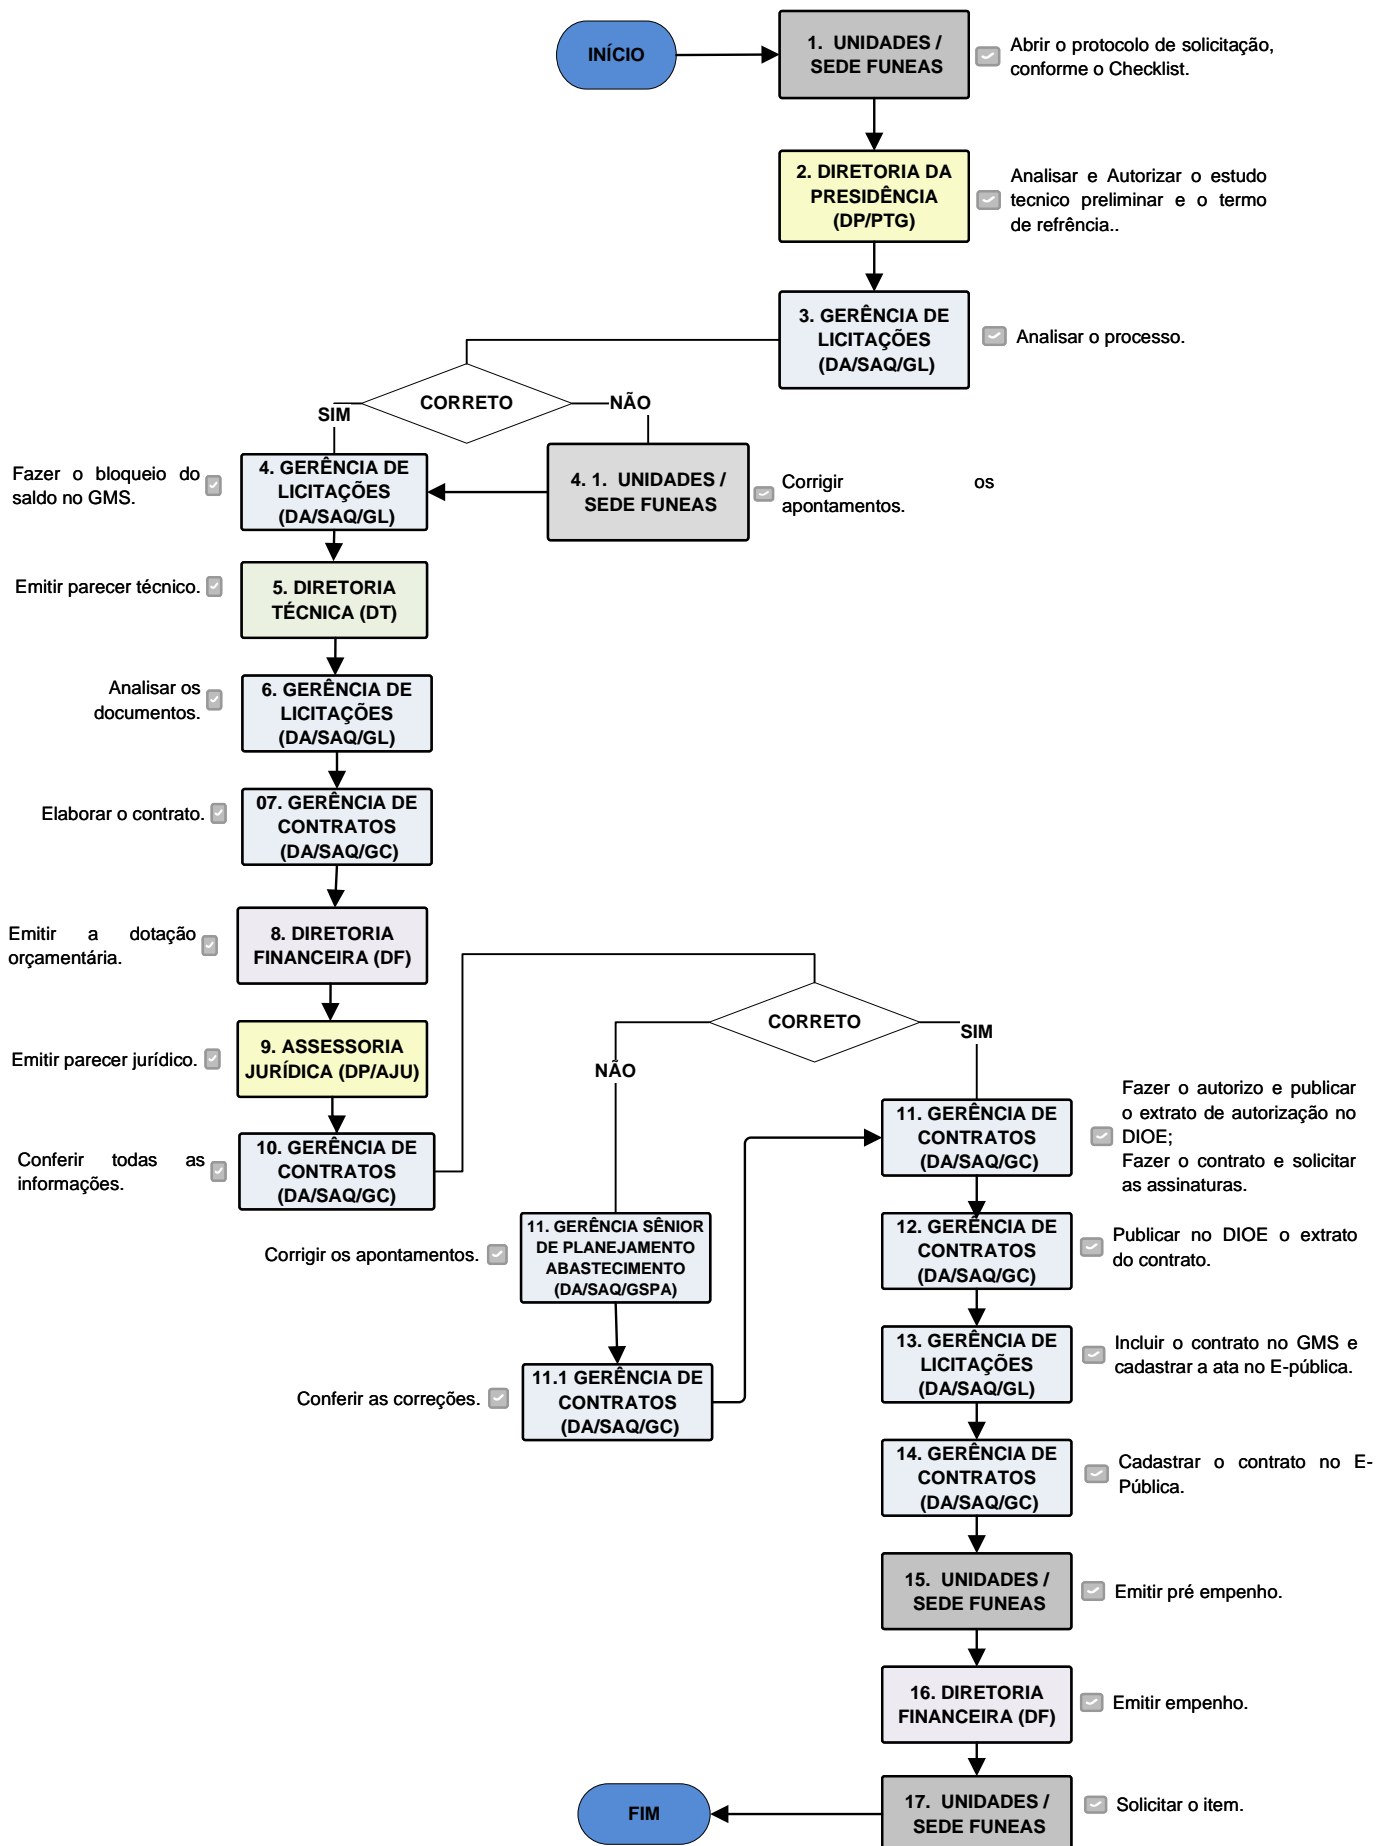 INÍCIO
1. UNIDADES /
SEDE FUNEAS
Abrir o protocolo de solicitação,
conforme o Checklist.
2. DIRETORIA DA
PRESIDÊNCIA
(DP/PTG)
Analisar e Autorizar o estudo
tecnico preliminar e o termo
de refrência..
3. GERÊNCIA DE
LICITAÇÕES
(DA/SAQ/GL)
Analisar o processo.
CORRETO
SIM
NÃO
Fazer o bloqueio do
saldo no GMS.
4. GERÊNCIA DE
LICITAÇÕES
(DA/SAQ/GL)
4. 1. UNIDADES /
SEDE FUNEAS
Corrigir os
apontamentos.
Emitir parecer técnico.
5. DIRETORIA
TÉCNICA (DT)
Analisar os
documentos.
6. GERÊNCIA DE
LICITAÇÕES
(DA/SAQ/GL)
Elaborar o contrato.
07. GERÊNCIA DE
CONTRATOS
(DA/SAQ/GC)
Emitir a dotação
orçamentária.
8. DIRETORIA
FINANCEIRA (DF)
Emitir parecer jurídico.
9. ASSESSORIA
JURÍDICA (DP/AJU)
Conferir todas as
informações.
10. GERÊNCIA DE
CONTRATOS
(DA/SAQ/GC)
CORRETO
NÃO
SIM
Corrigir os apontamentos.
11. GERÊNCIA SÊNIOR
DE PLANEJAMENTO
ABASTECIMENTO
(DA/SAQ/GSPA)
Conferir as correções.
11.1 GERÊNCIA DE
CONTRATOS
(DA/SAQ/GC)
11. GERÊNCIA DE
CONTRATOS
(DA/SAQ/GC)
Fazer o autorizo e publicar
o extrato de autorização no
DIOE;
Fazer o contrato e solicitar
as assinaturas.
12. GERÊNCIA DE
CONTRATOS
(DA/SAQ/GC)
Publicar no DIOE o extrato
do contrato.
13. GERÊNCIA DE
LICITAÇÕES
(DA/SAQ/GL)
Incluir o contrato no GMS e
cadastrar a ata no E-pública.
14. GERÊNCIA DE
CONTRATOS
(DA/SAQ/GC)
Cadastrar o contrato no E-
Pública.
15. UNIDADES /
SEDE FUNEAS
Emitir pré empenho.
16. DIRETORIA
FINANCEIRA (DF)
Emitir empenho.
17. UNIDADES /
SEDE FUNEAS
Solicitar o item.
FIM